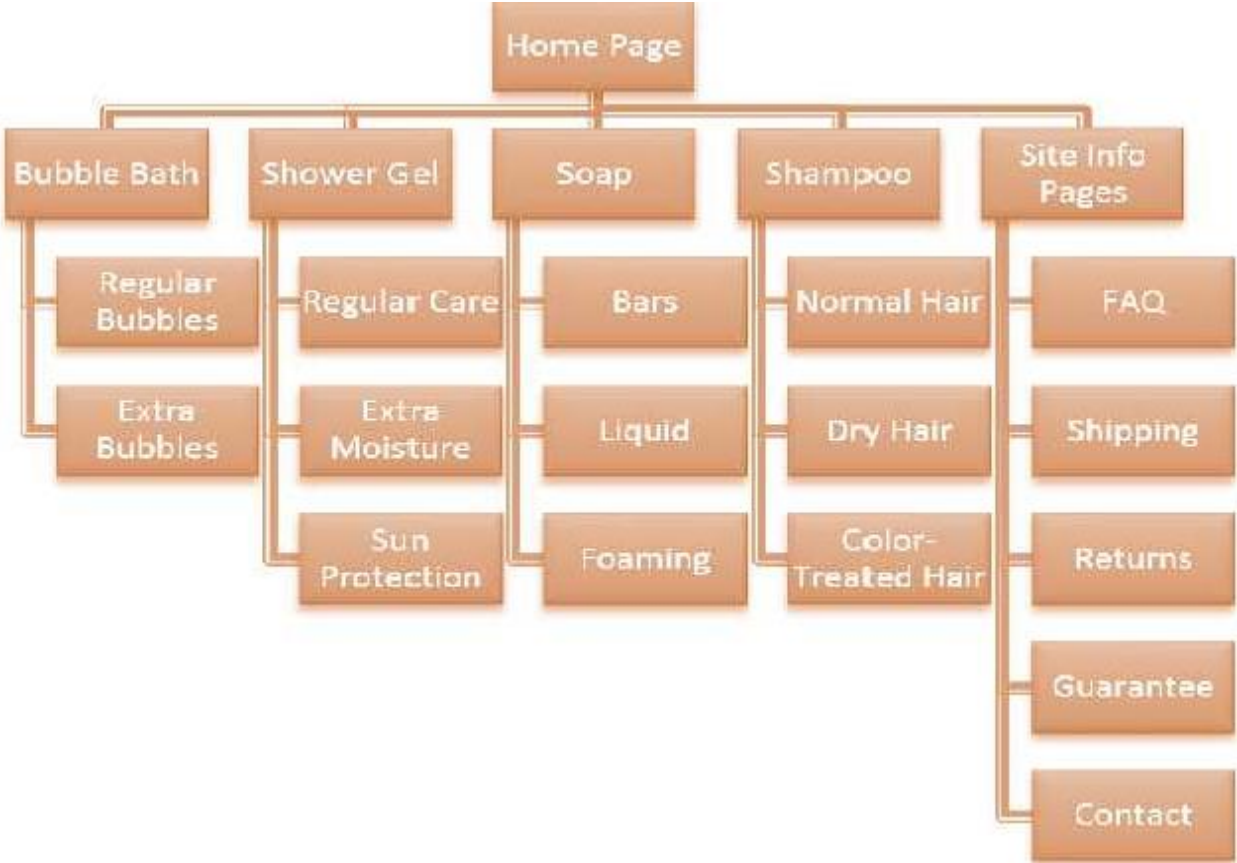 Home Page
Bubble Bath
Shower Gel
Soap
Shampoo
Site Info
Pages
Regular
Bubbles
Extra
Bubbles
Regular Care
Extra
Moisture
Sun
Protection
Bars
Liquid
Foaming
Normal Hair
Dry Hair
Color-
Treated Hair
FAQ
Shipping
Returns
Guarantee
Contact